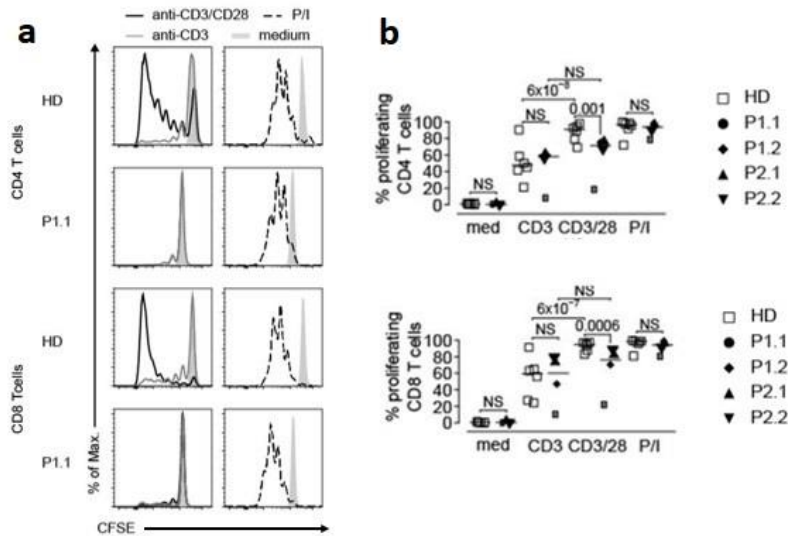 a
anti-CD3/CD28
P/I
anti-CD3
medium
HD
P1.1
HD
P1.1
CD4 T cells
CD8 Tcells
% of Max.
CFSE
b
NS
6x10⁻⁸
NS
0.001
NS
NS
100
80
60
40
20
0
% proliferating
CD4 T cells
med
CD3
CD3/28
P/I
HD
P1.1
P1.2
P2.1
P2.2
NS
6x10⁻⁷
NS
0.0006
NS
NS
100
80
60
40
20
0
% proliferating
CD8 T cells
med
CD3
CD3/28
P/I
HD
P1.1
P1.2
P2.1
P2.2